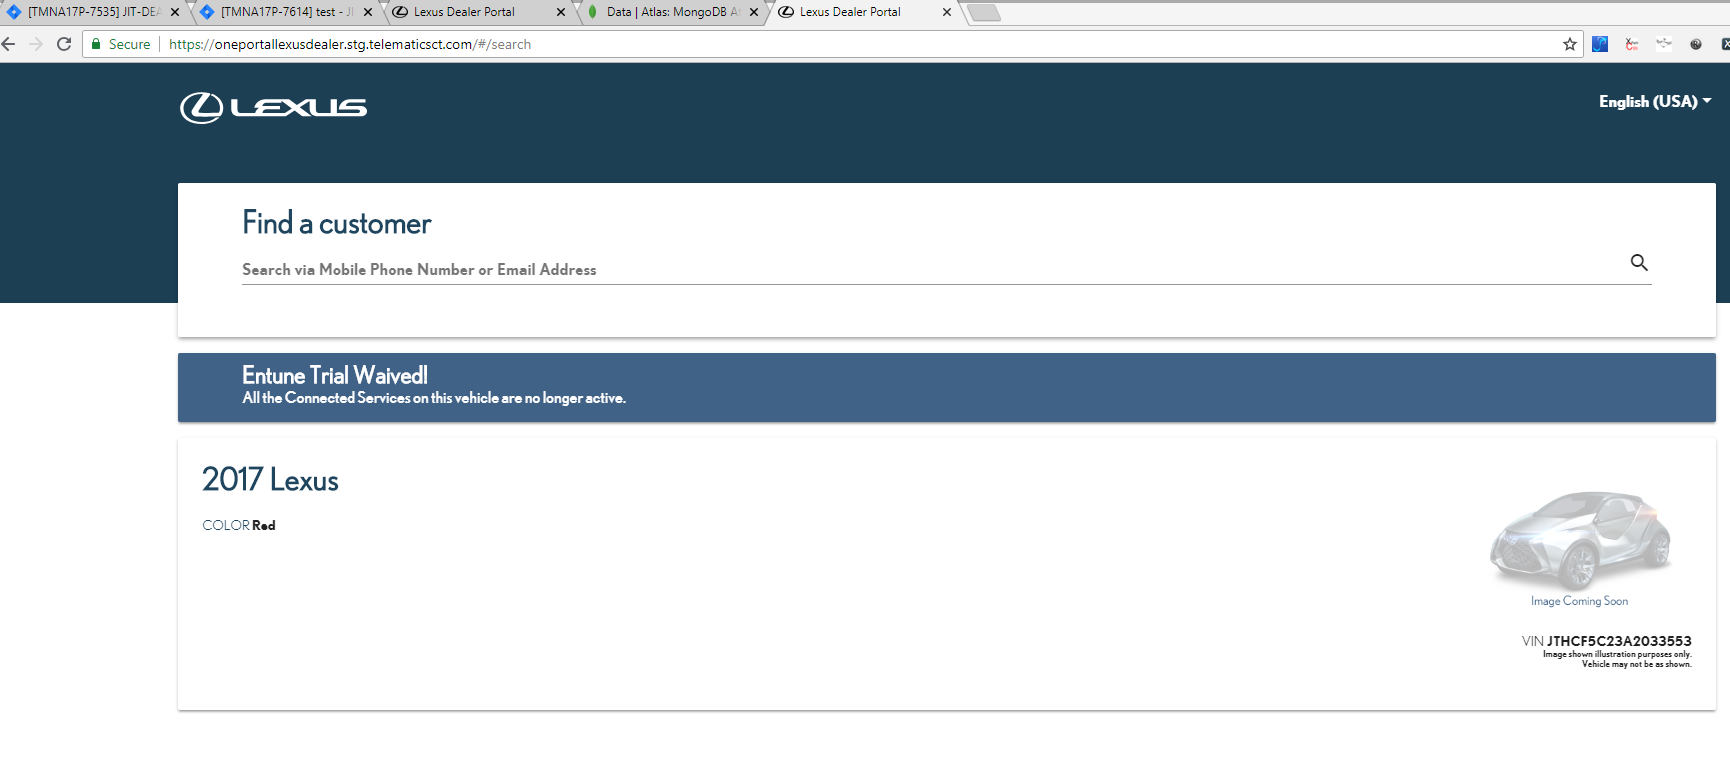 [TMNA17P-7535] JIT-DEA
[TMNA17P-7614] test - JI
Lexus Dealer Portal
Data | Atlas: MongoDB At
Lexus Dealer Portal
Secure
https://oneportallexusdealer.stg.telematicsct.com/#/search
LEXUS
English (USA)
Find a customer
Search via Mobile Phone Number or Email Address
Entune Trial Waived!
All the Connected Services on this vehicle are no longer active.
2017 Lexus
COLOR Red
Image Coming Soon
VIN JTHCF5C23A2033553
Image shown illustration purposes only.
Vehicle may not be as shown.